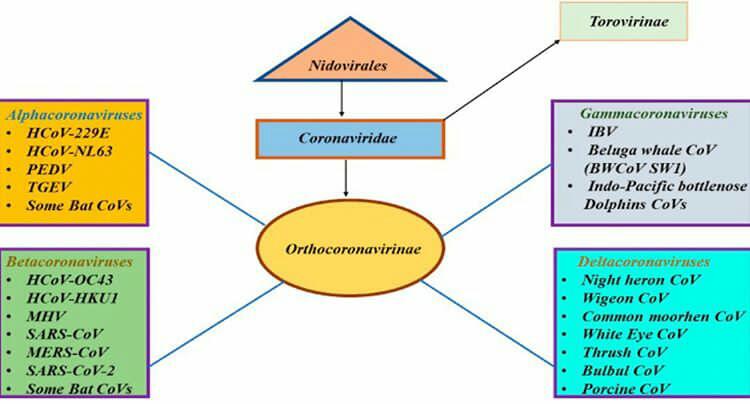 Torovirinae
Nidovirales
Coronaviridae
Orthocoronavirinae
Alphacoronaviruses
• HCoV-229E
• HCoV-NL63
• PEDV
• TGEV
• Some Bat CoVs
Betacoronaviruses
• HCoV-OC43
• HCoV-HKU1
• MHV
• SARS-CoV
• MERS-CoV
• SARS-CoV-2
• Some Bat CoVs
Gammacoronaviruses
• IBV
• Beluga whale CoV
(BWCoV SW1)
• Indo-Pacific bottlenose
Dolphins CoVs
Deltacoronaviruses
• Night heron CoV
• Wigeon CoV
• Common moorhen CoV
• White Eye CoV
• Thrush CoV
• Bulbul CoV
• Porcine CoV